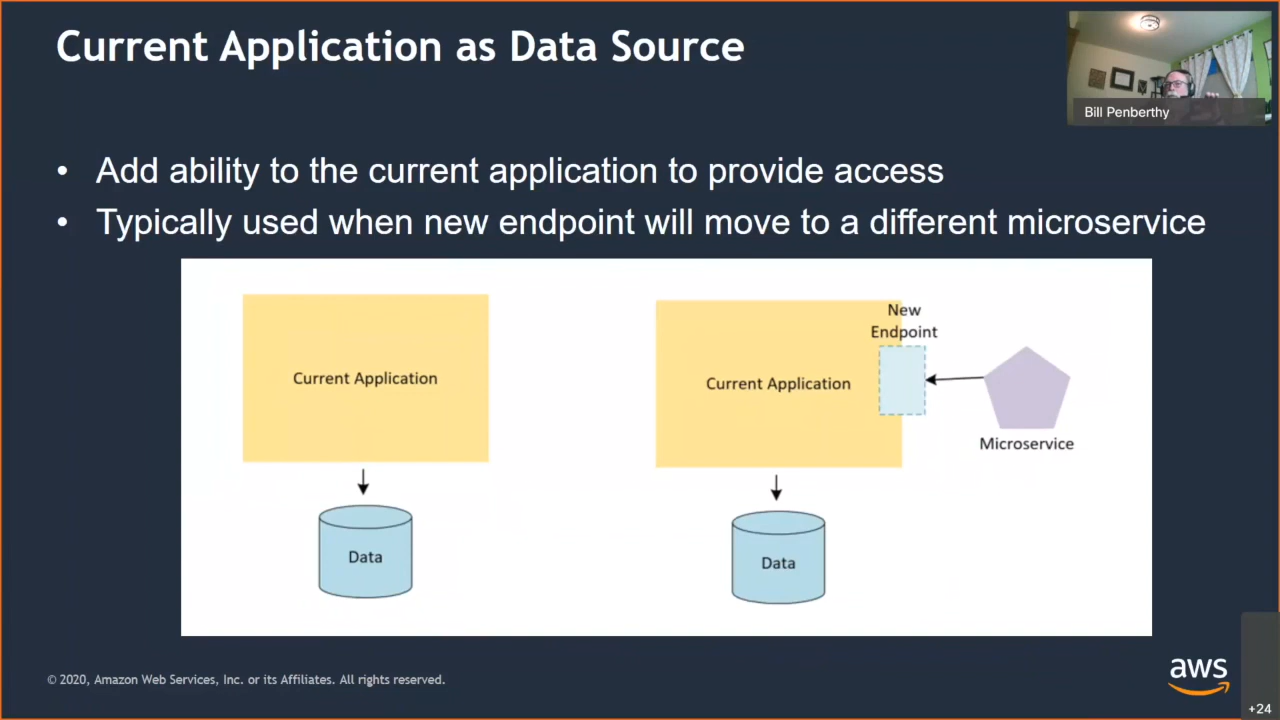 Current Application as Data Source
Bill Penberthy
• Add ability to the current application to provide access
• Typically used when new endpoint will move to a different microservice
Current Application
Data
New
Endpoint
Current Application
Microservice
Data
© 2020, Amazon Web Services, Inc. or its Affiliates. All rights reserved.
aws
+24